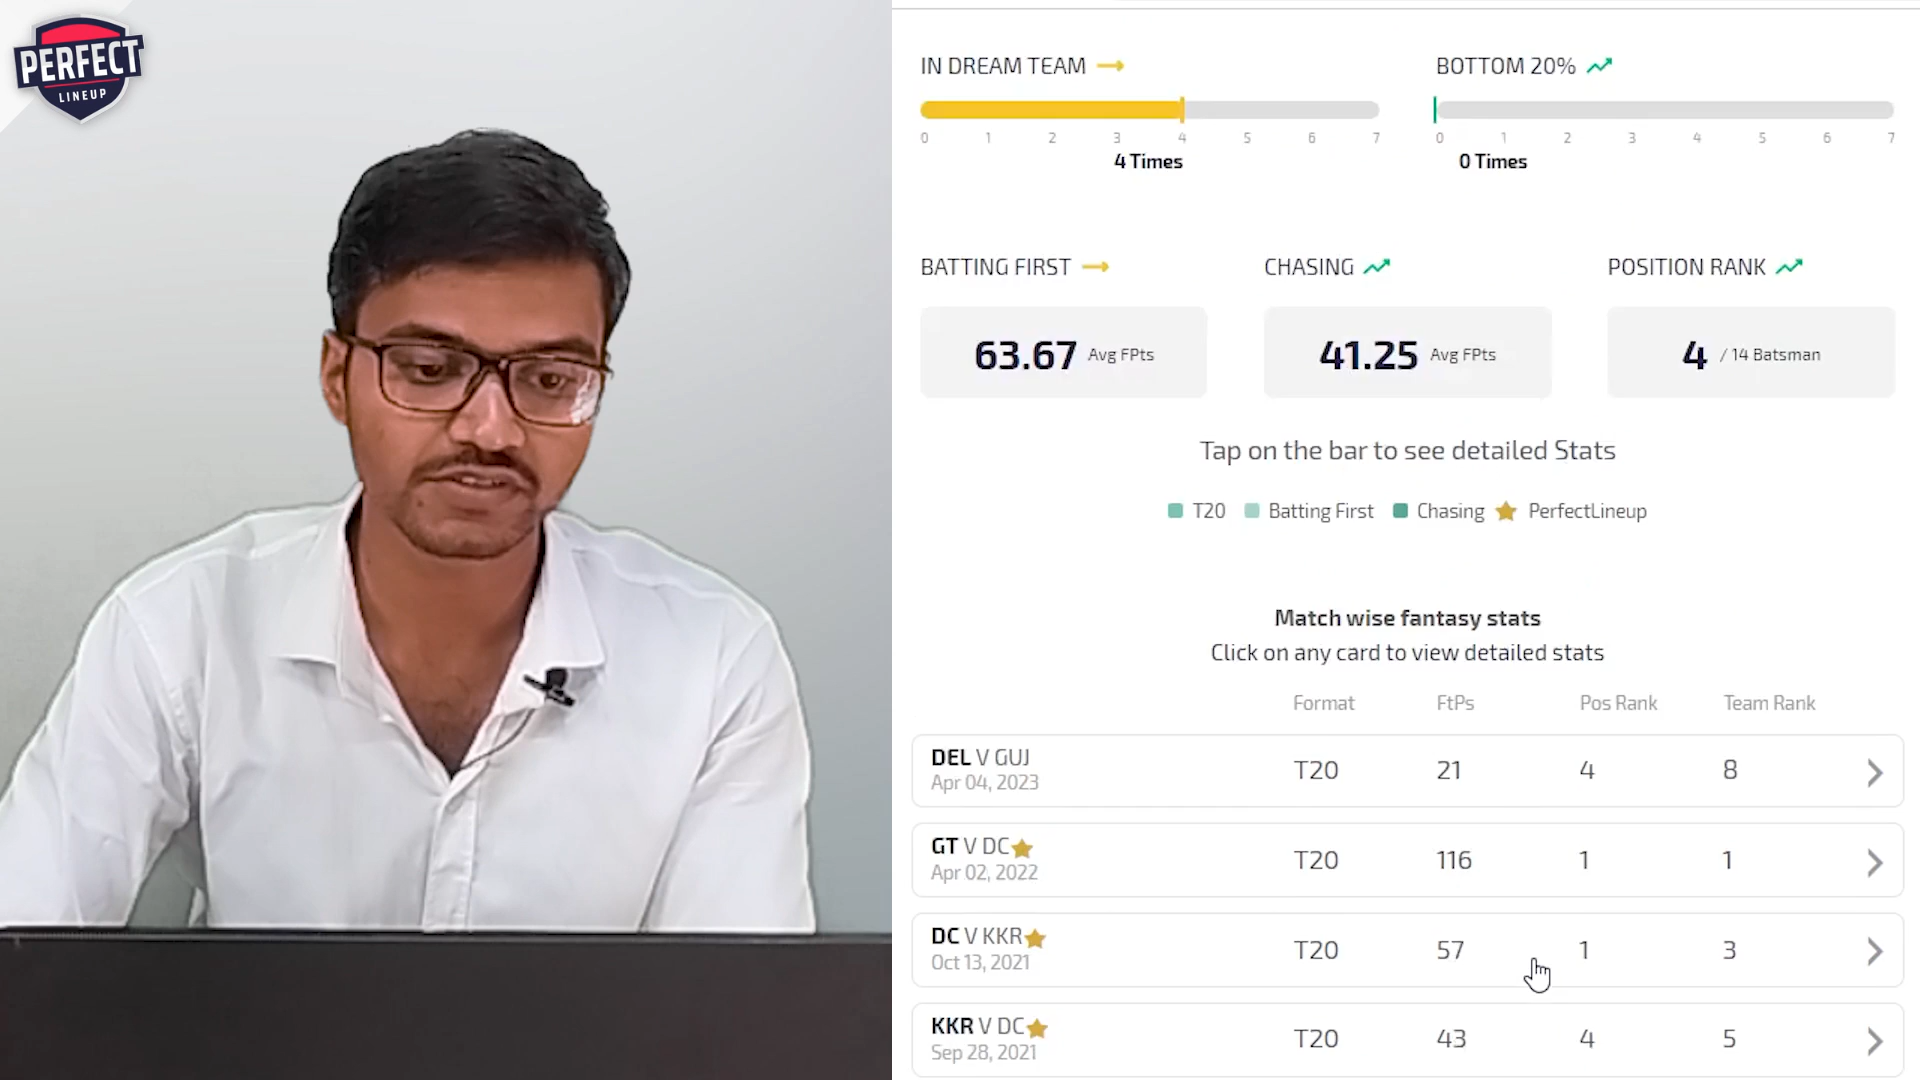 PERFECT
LINEUP
IN DREAM TEAM
BOTTOM 20%
0 1 2 3 4 5 6 7
0 1 2 3 4 5 6 7
4 Times
0 Times
BATTING FIRST
CHASING
POSITION RANK
63.67 Avg FPts
41.25 Avg FPts
4 / 14 Batsman
Tap on the bar to see detailed Stats
T20 Batting First Chasing PerfectLineup
Match wise fantasy stats
Click on any card to view detailed stats
Format FtPs Pos Rank Team Rank
DEL V GUJ
Apr 04, 2023
T20 21 4 8
GT V DC
Apr 02, 2022
T20 116 1 1
DC V KKR
Oct 13, 2021
T20 57 1 3
KKR V DC
Sep 28, 2021
T20 43 4 5